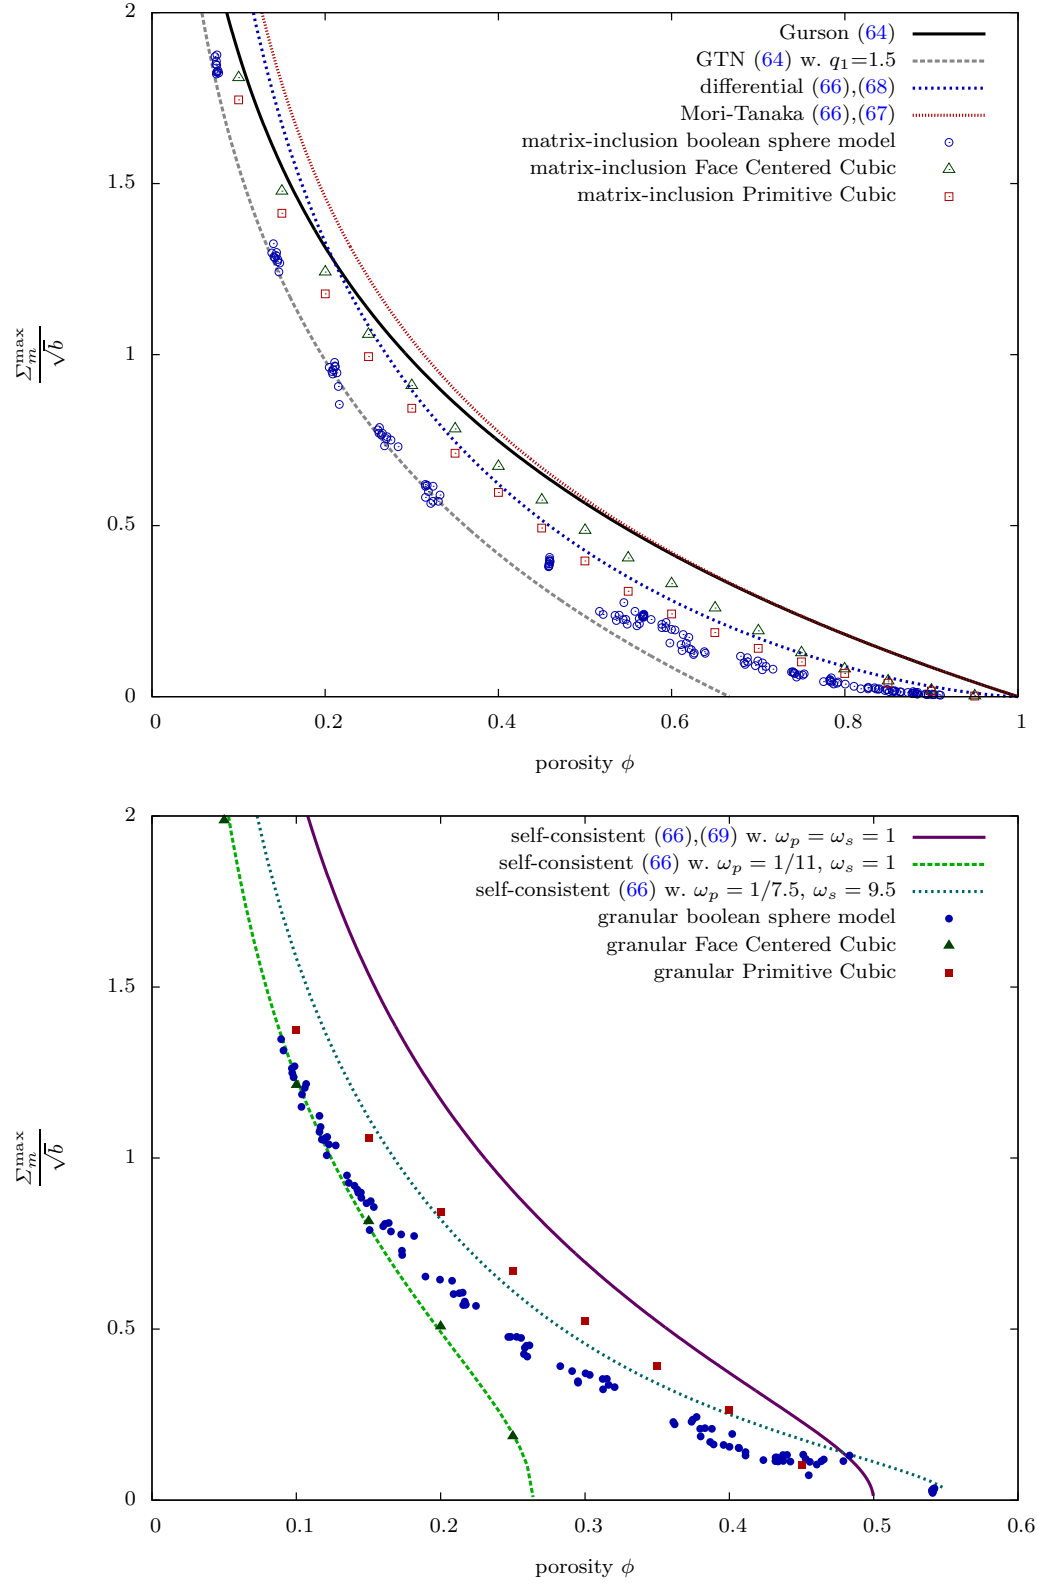 2
1.5
1
0.5
0
0 0.2 0.4 0.6 0.8 1
Σₘᵐᵃˣ
√b
porosity ϕ
Gurson (64)
GTN (64) w. q₁=1.5
differential (66),(68)
Mori-Tanaka (66),(67)
matrix-inclusion boolean sphere model
matrix-inclusion Face Centered Cubic
matrix-inclusion Primitive Cubic
2
1.5
1
0.5
0
0 0.1 0.2 0.3 0.4 0.5 0.6
Σₘᵐᵃˣ
√b
porosity ϕ
self-consistent (66),(69) w. ωₚ = ωₛ = 1
self-consistent (66) w. ωₚ = 1/11, ωₛ = 1
self-consistent (66) w. ωₚ = 1/7.5, ωₛ = 9.5
granular boolean sphere model
granular Face Centered Cubic
granular Primitive Cubic